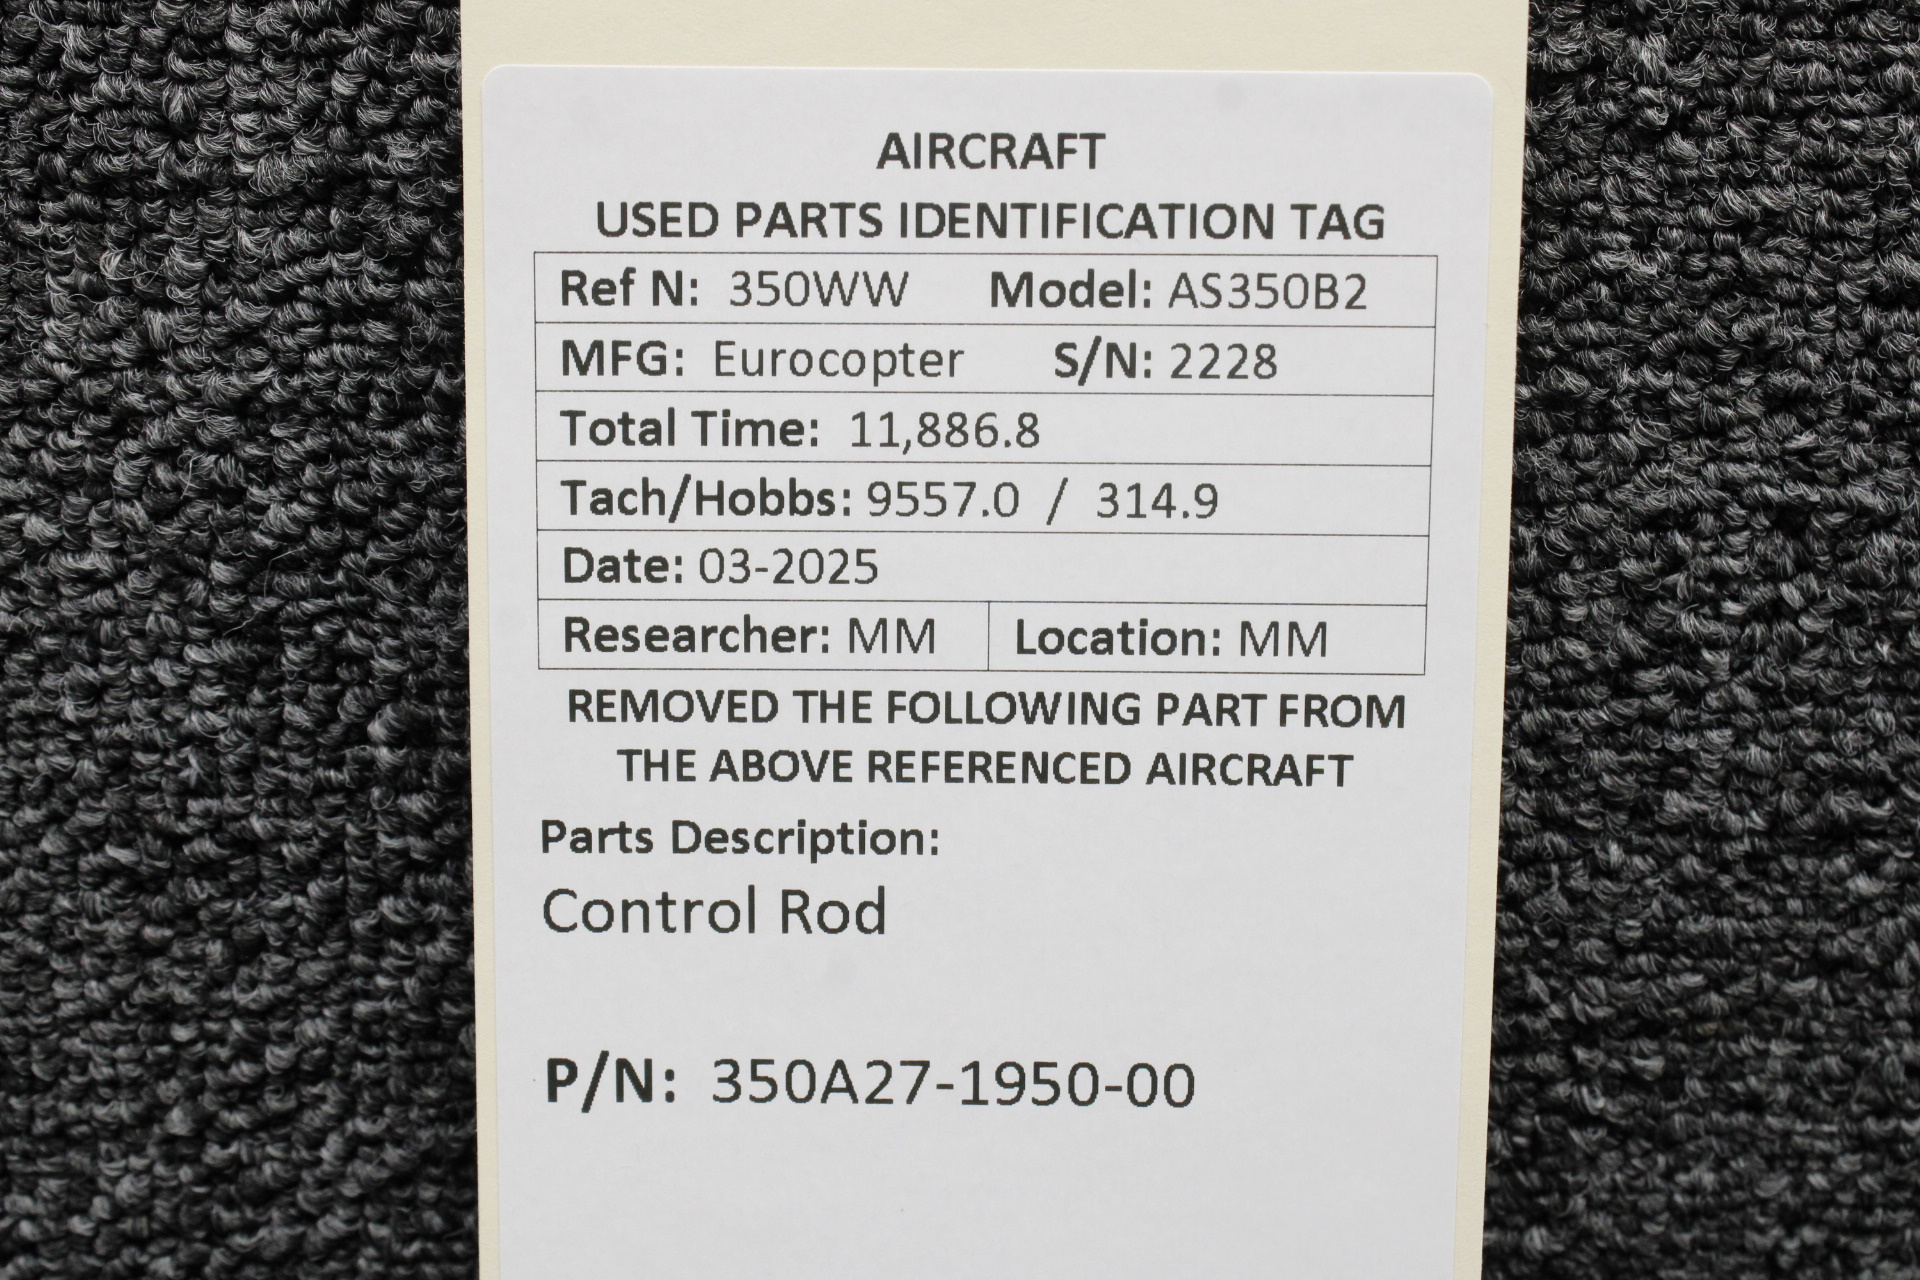 AIRCRAFT
USED PARTS IDENTIFICATION TAG
Ref N: 350WW Model: AS350B2
MFG: Eurocopter S/N: 2228
Total Time: 11,886.8
Tach/Hobbs: 9557.0 / 314.9
Date: 03-2025
Researcher: MM Location: MM
REMOVED THE FOLLOWING PART FROM
THE ABOVE REFERENCED AIRCRAFT
Parts Description:
Control Rod
P/N: 350A27-1950-00